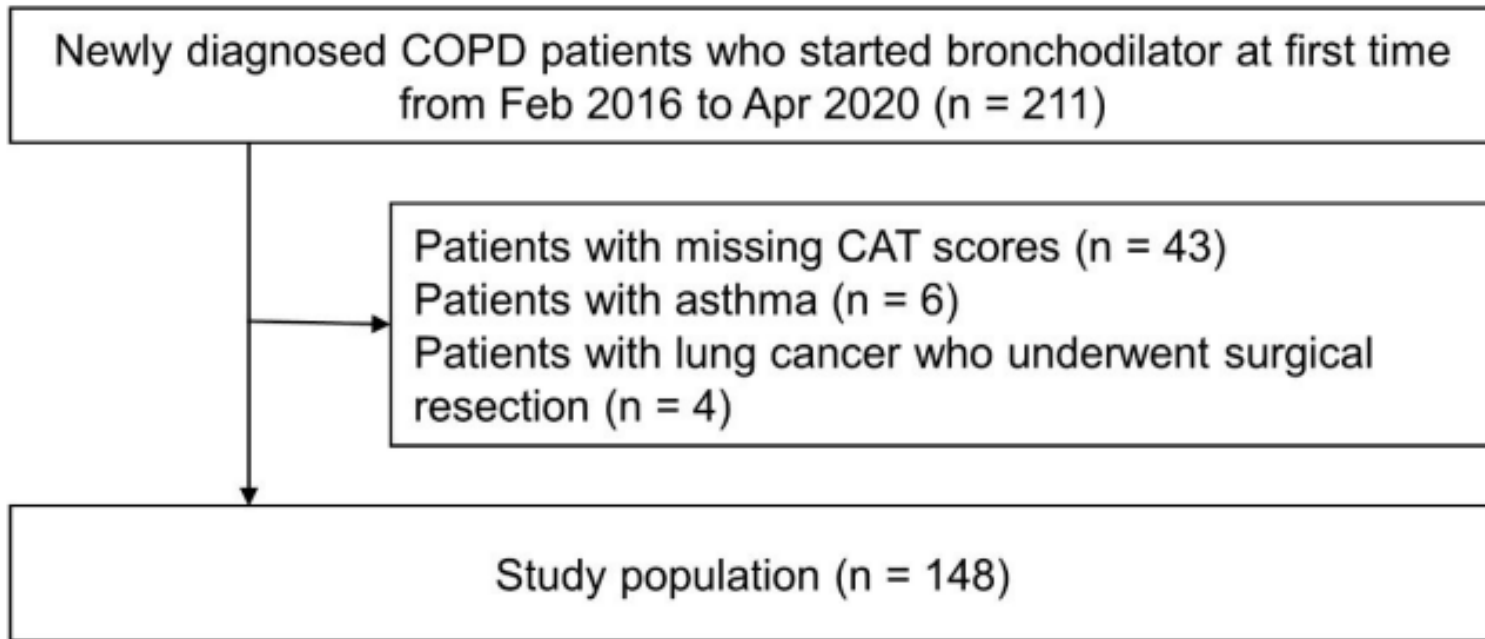 Newly diagnosed COPD patients who started bronchodilator at first time
from Feb 2016 to Apr 2020 (n = 211)
Patients with missing CAT scores (n = 43)
Patients with asthma (n = 6)
Patients with lung cancer who underwent surgical
resection (n = 4)
Study population (n = 148)